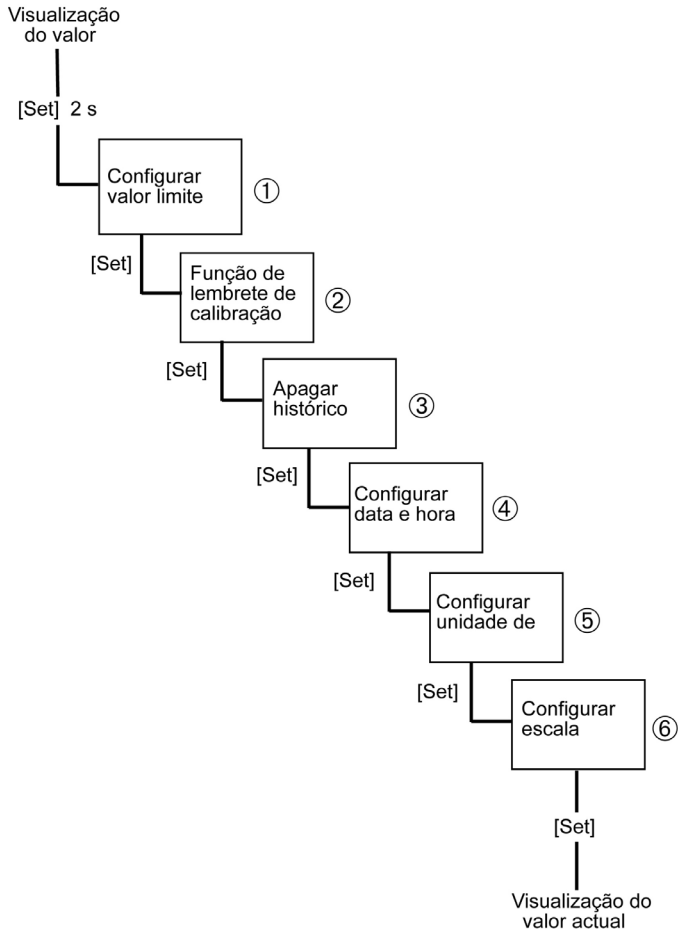 Visualização
do valor
[Set] 2 s
Configurar
valor limite
①
[Set]
Função de
lembrete de
calibração
②
[Set]
Apagar
histórico
③
[Set]
Configurar
data e hora
④
[Set]
Configurar
unidade de
⑤
[Set]
Configurar
escala
⑥
[Set]
Visualização do
valor actual